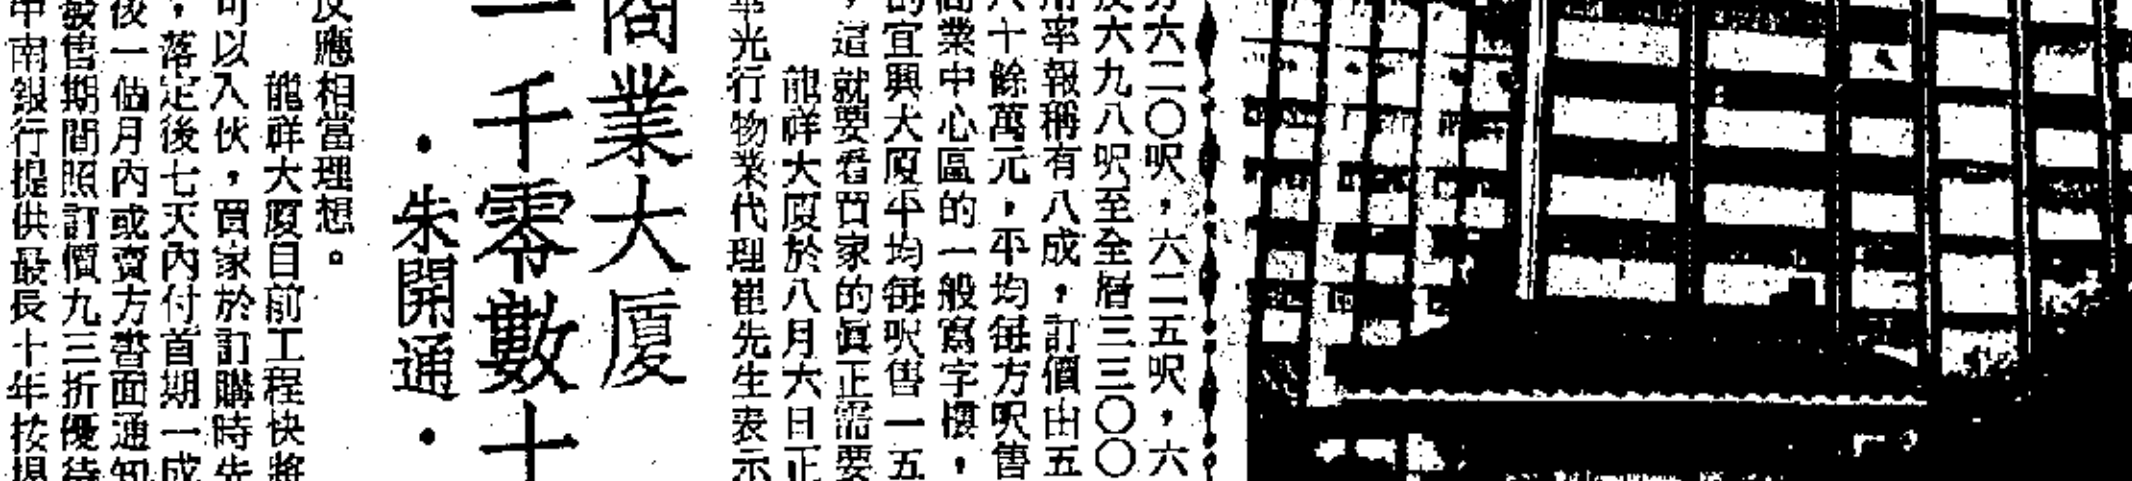 分六二〇呎，六二五呎，六
及六九八呎至全層三三〇〇
用率報稱有八成，訂價由五
六十餘萬元，平均每方呎售
商業中心區的一般寫字樓，
的宜興大厦平均每呎售一五
，這就要看買家的眞正需要
龍祥大厦於八月六日正
華光行物業代理崔先生表示
商業大厦
一千零數十
·朱開通·
反應相當理想。
龍祥大厦目前工程快將
可以入伙，買家於訂購時先
，落定後七天內付首期一成
後一個月內或賣方書面通知
發售期間照訂價九三折優待
中南銀行提供最長十年按揭